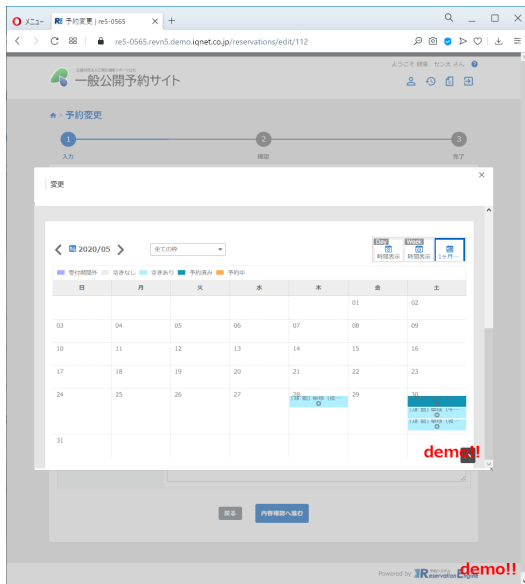 メニュー
予約変更 | re5-0565
re5-0565.revn5.demo.iqnet.co.jp/reservations/edit/112
一般公開予約サイト
予約変更
1
2
3
入力
確認
完了
変更
2020/05
全ての枠
Day
時間表示
Week
時間表示
1ヶ月…
受付期間外
空きなし
空きあり
予約済み
予約中
日
月
火
水
木
金
土
01
02
03
04
05
06
07
08
09
10
11
12
13
14
15
16
17
18
19
20
21
22
23
24
25
26
27
28
29
30
31
demo!!
戻る
内容確認へ進む
Powered by
Reservation Engine
demo!!